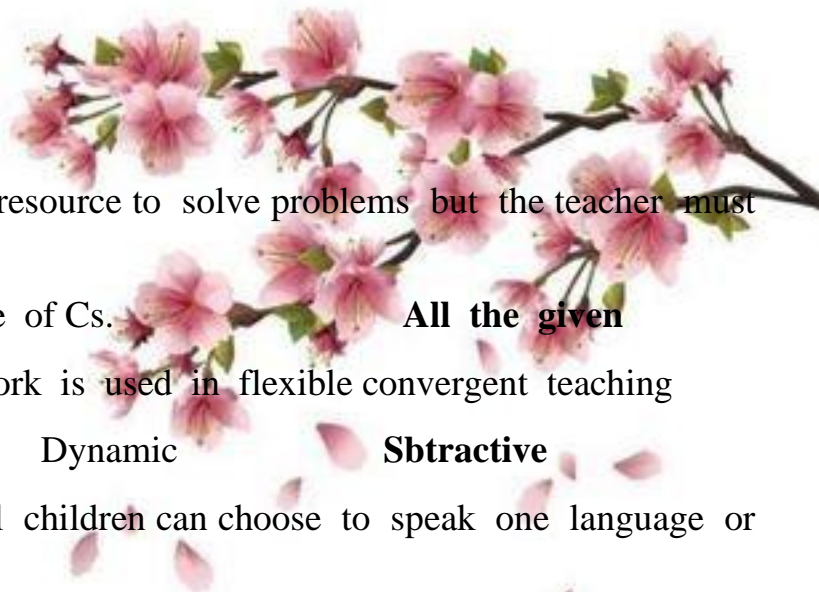 resource to solve problems but the teacher must
e of Cs. All the given
ork is used in flexible convergent teaching
Dynamic Sbtractive
l children can choose to speak one language or